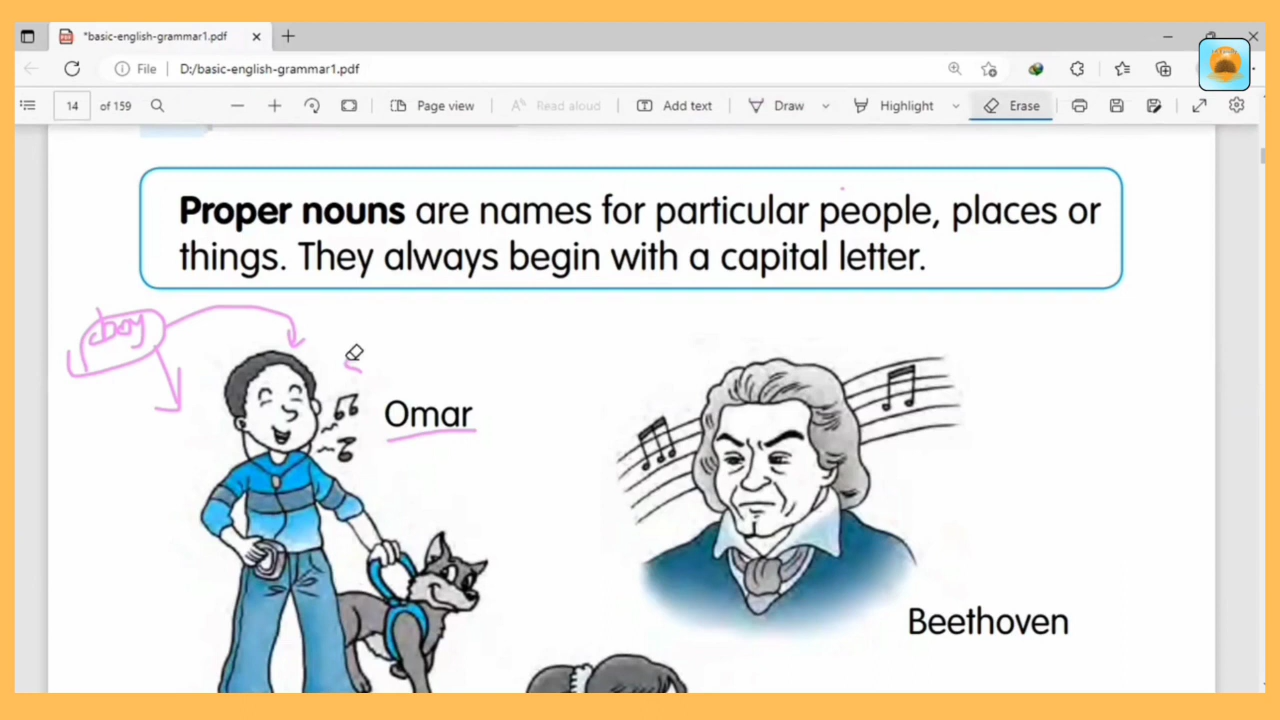 *basic-english-grammar1.pdf
File D:/basic-english-grammar1.pdf
14 of 159 Page view Read aloud Add text Draw Highlight Erase
Proper nouns are names for particular people, places or
things. They always begin with a capital letter.
boy
Omar
Beethoven